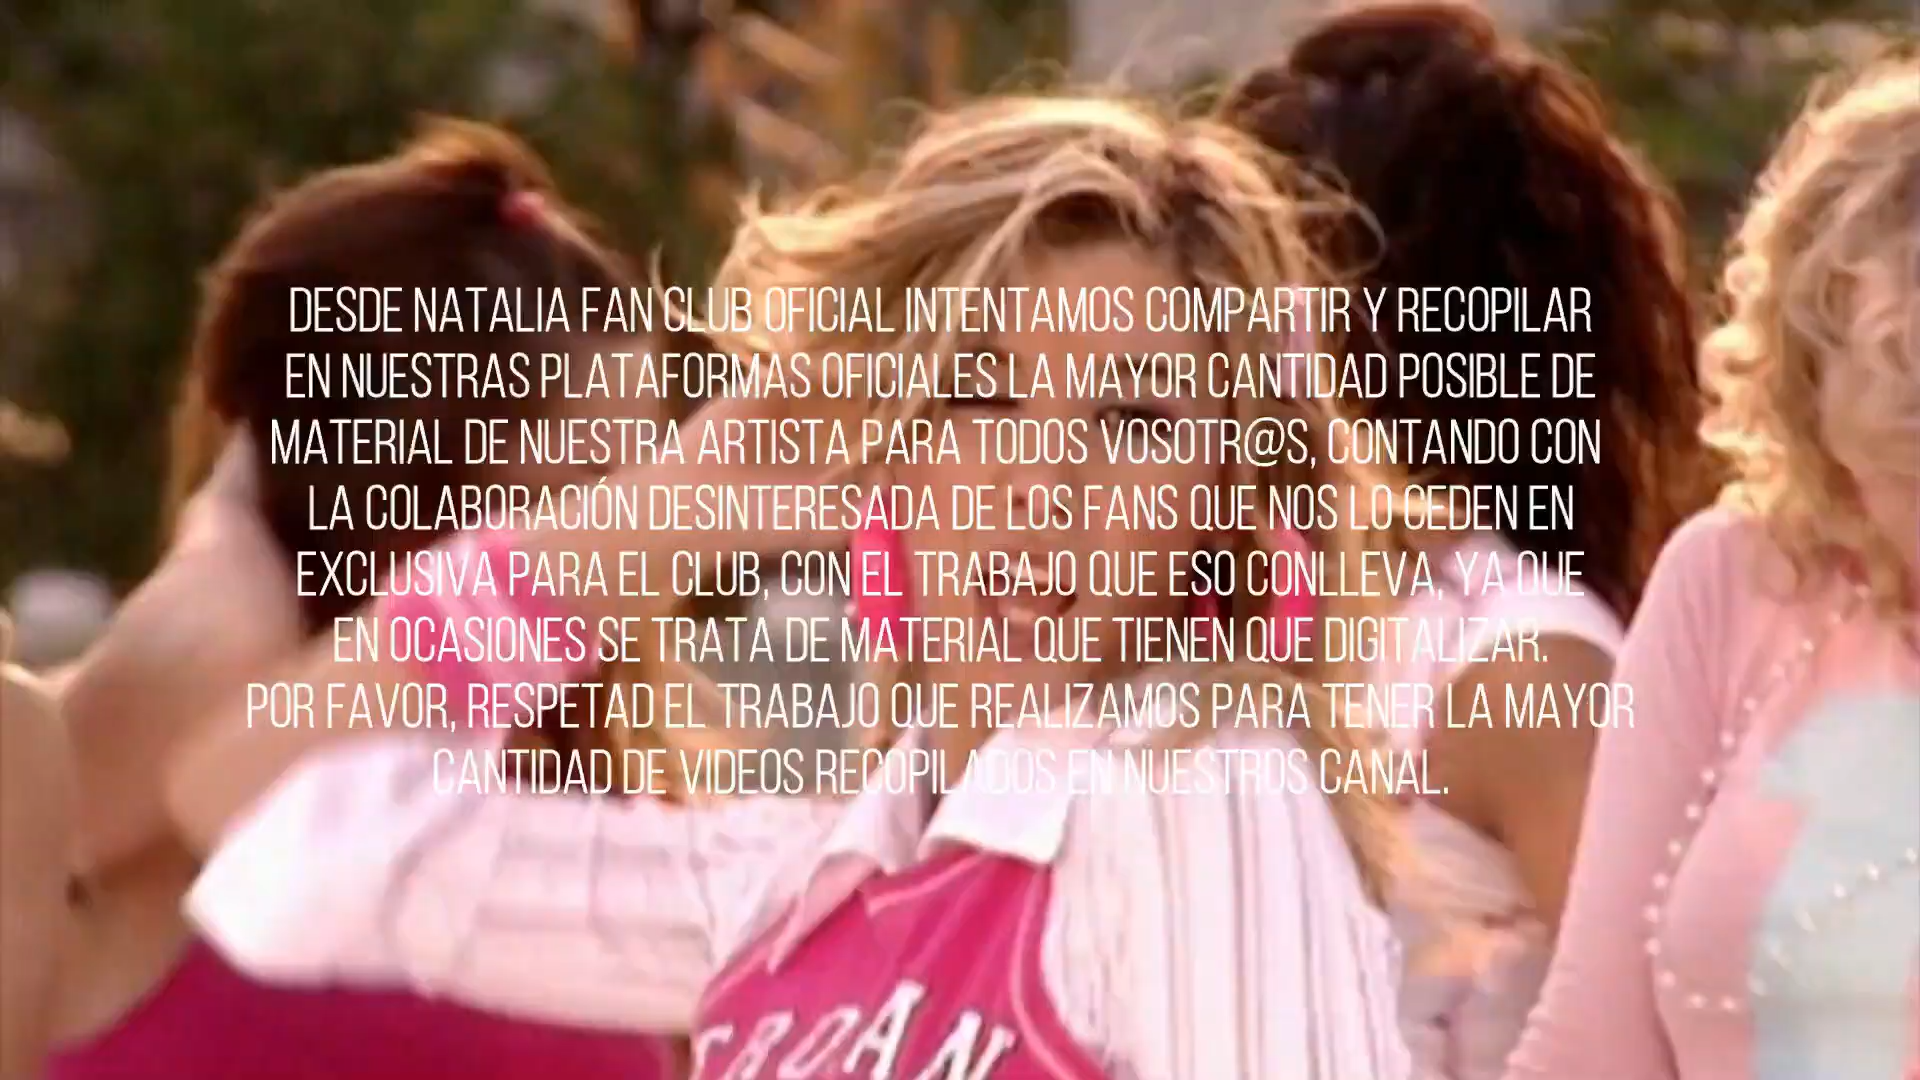 DESDE NATALIA FAN CLUB OFICIAL INTENTAMOS COMPARTIR Y RECOPILAR
EN NUESTRAS PLATAFORMAS OFICIALES LA MAYOR CANTIDAD POSIBLE DE
MATERIAL DE NUESTRA ARTISTA PARA TODOS VOSOTR@S, CONTANDO CON
LA COLABORACIÓN DESINTERESADA DE LOS FANS QUE NOS LO CEDEN EN
EXCLUSIVA PARA EL CLUB, CON EL TRABAJO QUE ESO CONLLEVA, YA QUE
EN OCASIONES SE TRATA DE MATERIAL QUE TIENEN QUE DIGITALIZAR.
POR FAVOR, RESPETAD EL TRABAJO QUE REALIZAMOS PARA TENER LA MAYOR
CANTIDAD DE VIDEOS RECOPILADOS EN NUESTROS CANAL.